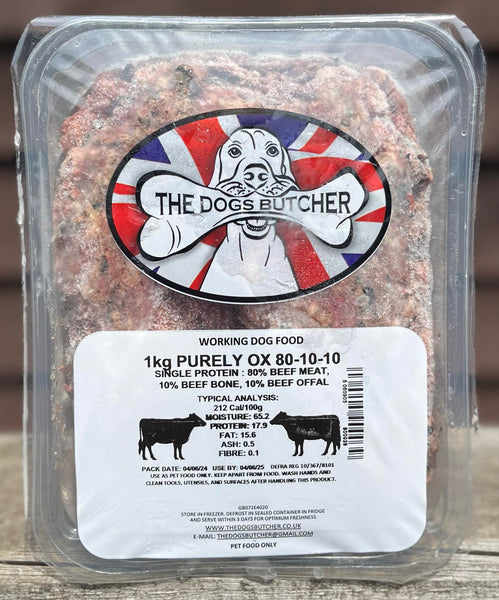 THE DOGS BUTCHER
WORKING DOG FOOD
1kg PURELY OX 80-10-10
SINGLE PROTEIN : 80% BEEF MEAT,
10% BEEF BONE, 10% BEEF OFFAL
TYPICAL ANALYSIS:
212 Cal/100g
MOISTURE: 65.2
PROTEIN: 17.9
FAT: 15.6
ASH: 0.5
FIBRE: 0.1
PACK DATE: 04/06/24 USE BY: 04/06/25 DEFRA REG 10/367/8101
USE AS PET FOOD ONLY. KEEP APART FROM FOOD. WASH HANDS AND
CLEAN TOOLS, UTENSILS, AND SURFACES AFTER HANDLING THIS PRODUCT.
GB071E4020
STORE IN FREEZER. DEFROST IN SEALED CONTAINER IN FRIDGE
AND SERVE WITHIN 3 DAYS FOR OPTIMUM FRESHNESS
WWW.THEDOGSBUTCHER.CO.UK
E-MAIL: THEDOGSBUTCHER@GMAIL.COM
PET FOOD ONLY